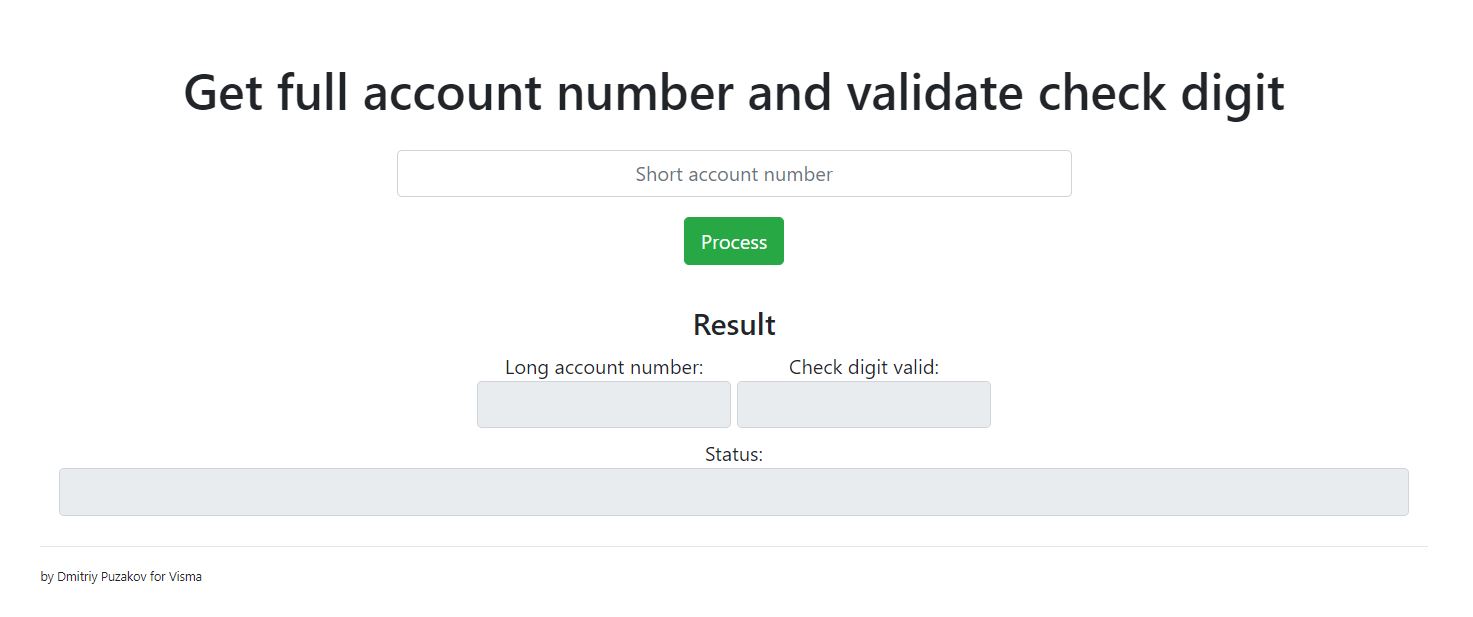 Get full account number and validate check digit
Short account number
Process
Result
Long account number: Check digit valid:
Status:
by Dmitriy Puzakov for Visma